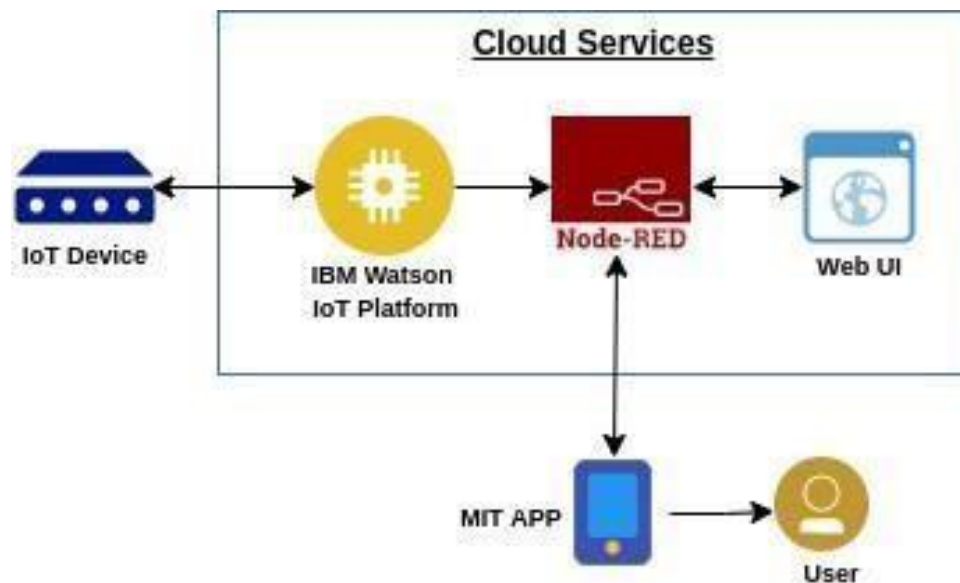 Cloud Services
IoT Device
IBM Watson
IoT Platform
Node-RED
Web UI
MIT APP
User